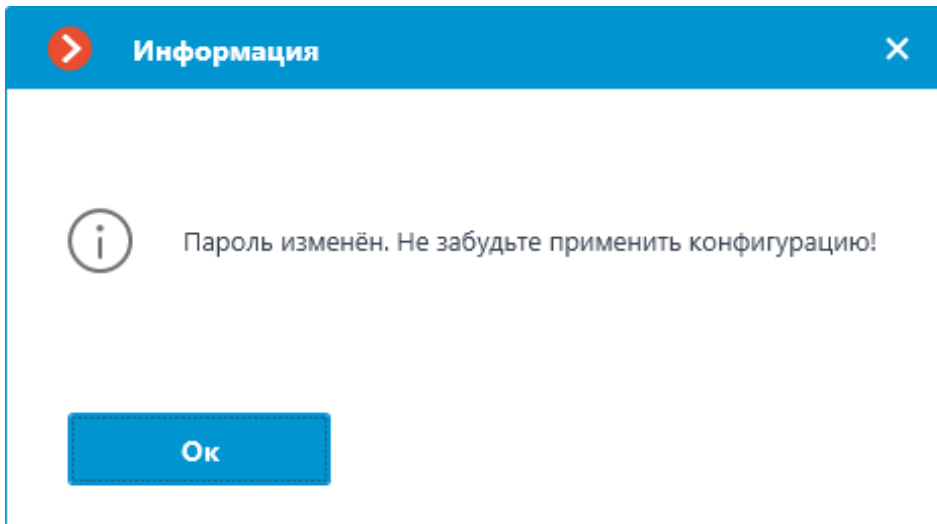 Информация
Пароль изменён. Не забудьте применить конфигурацию!
Ок